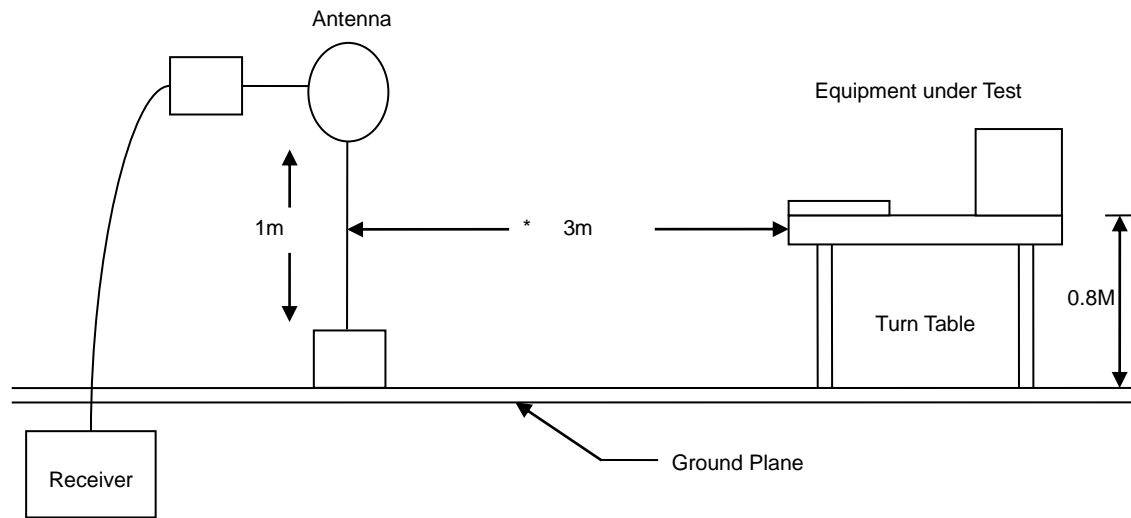 Antenna
Equipment under Test
1m
* 3m
0.8M
Turn Table
Ground Plane
Receiver